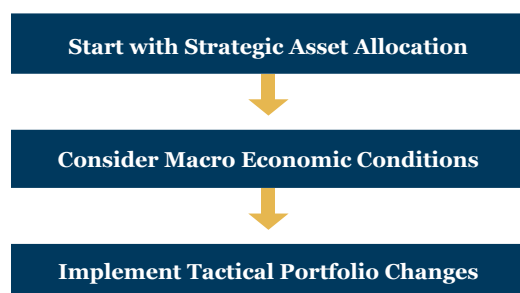 Start with Strategic Asset Allocation
Consider Macro Economic Conditions
Implement Tactical Portfolio Changes